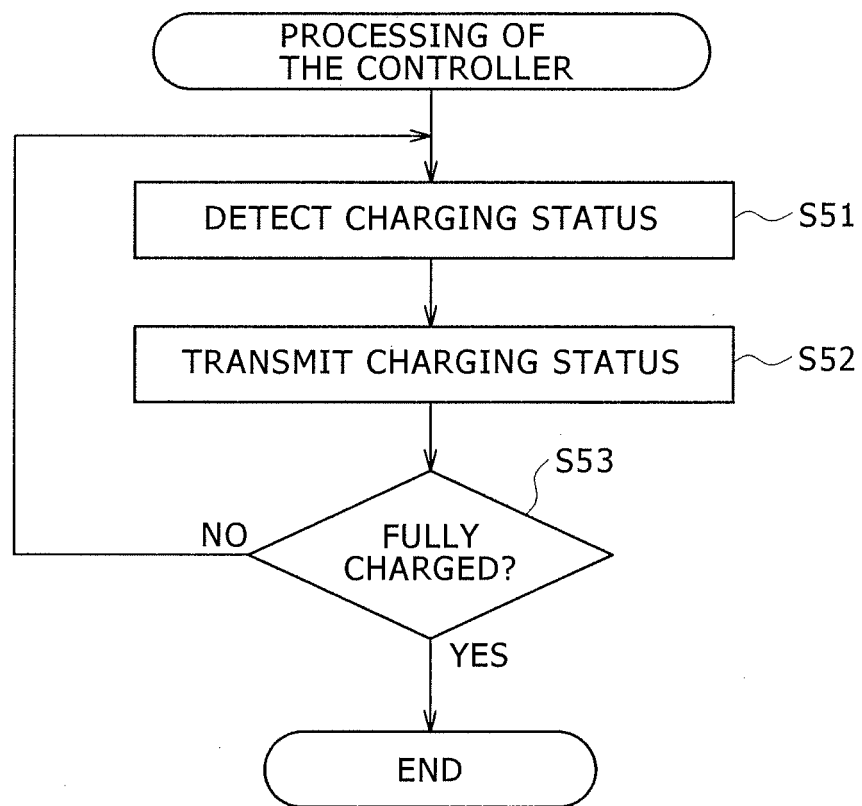 PROCESSING OF
THE CONTROLLER
DETECT CHARGING STATUS
S51
TRANSMIT CHARGING STATUS
S52
S53
FULLY
CHARGED?
NO
YES
END